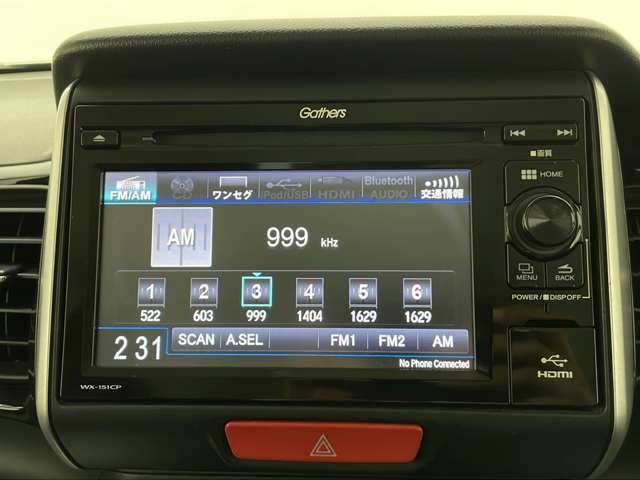 Gathers
画質
FM/AM CD ワンセグ iPod/USB HDMI Bluetooth AUDIO 交通情報
HOME
AM 999 kHz
MENU BACK
1 2 3 4 5 6
522 603 999 1404 1629 1629
POWER/ DISP OFF
2 31 SCAN A.SEL FM1 FM2 AM
No Phone Connected
HDMI
WX-151CP